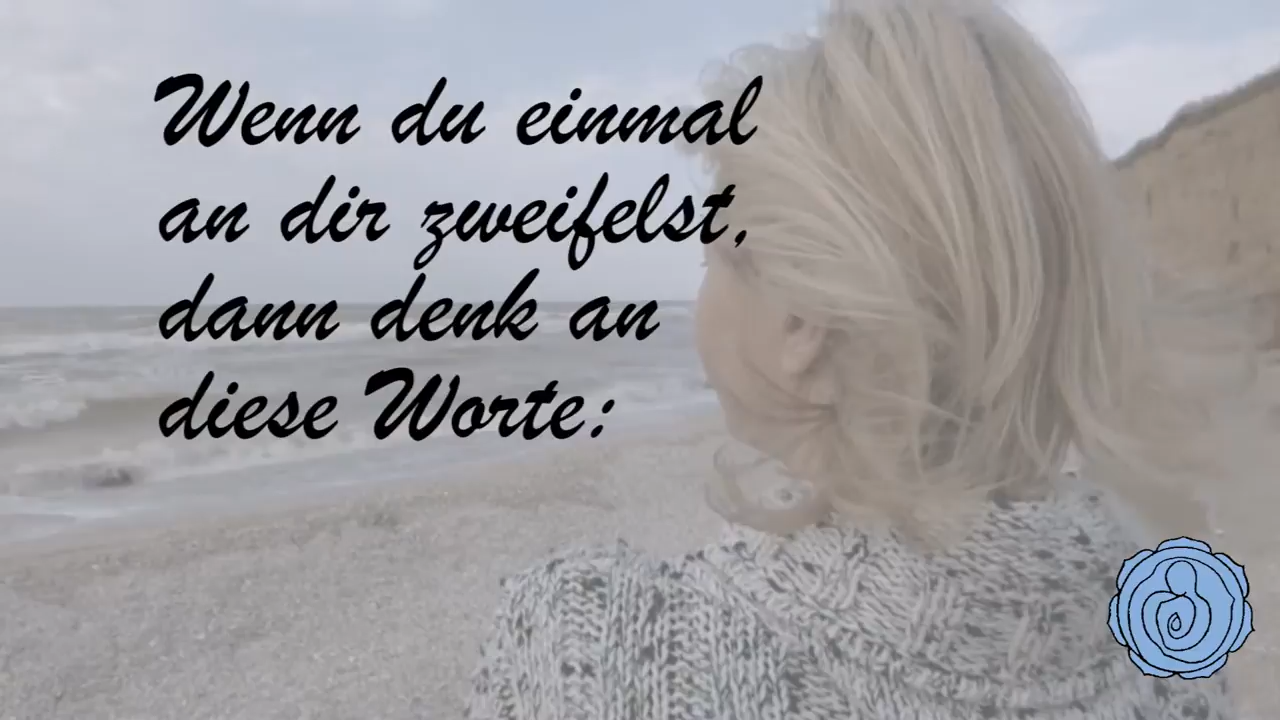 Wenn du einmal
an dir zweifelst,
dann denk an
diese Worte: